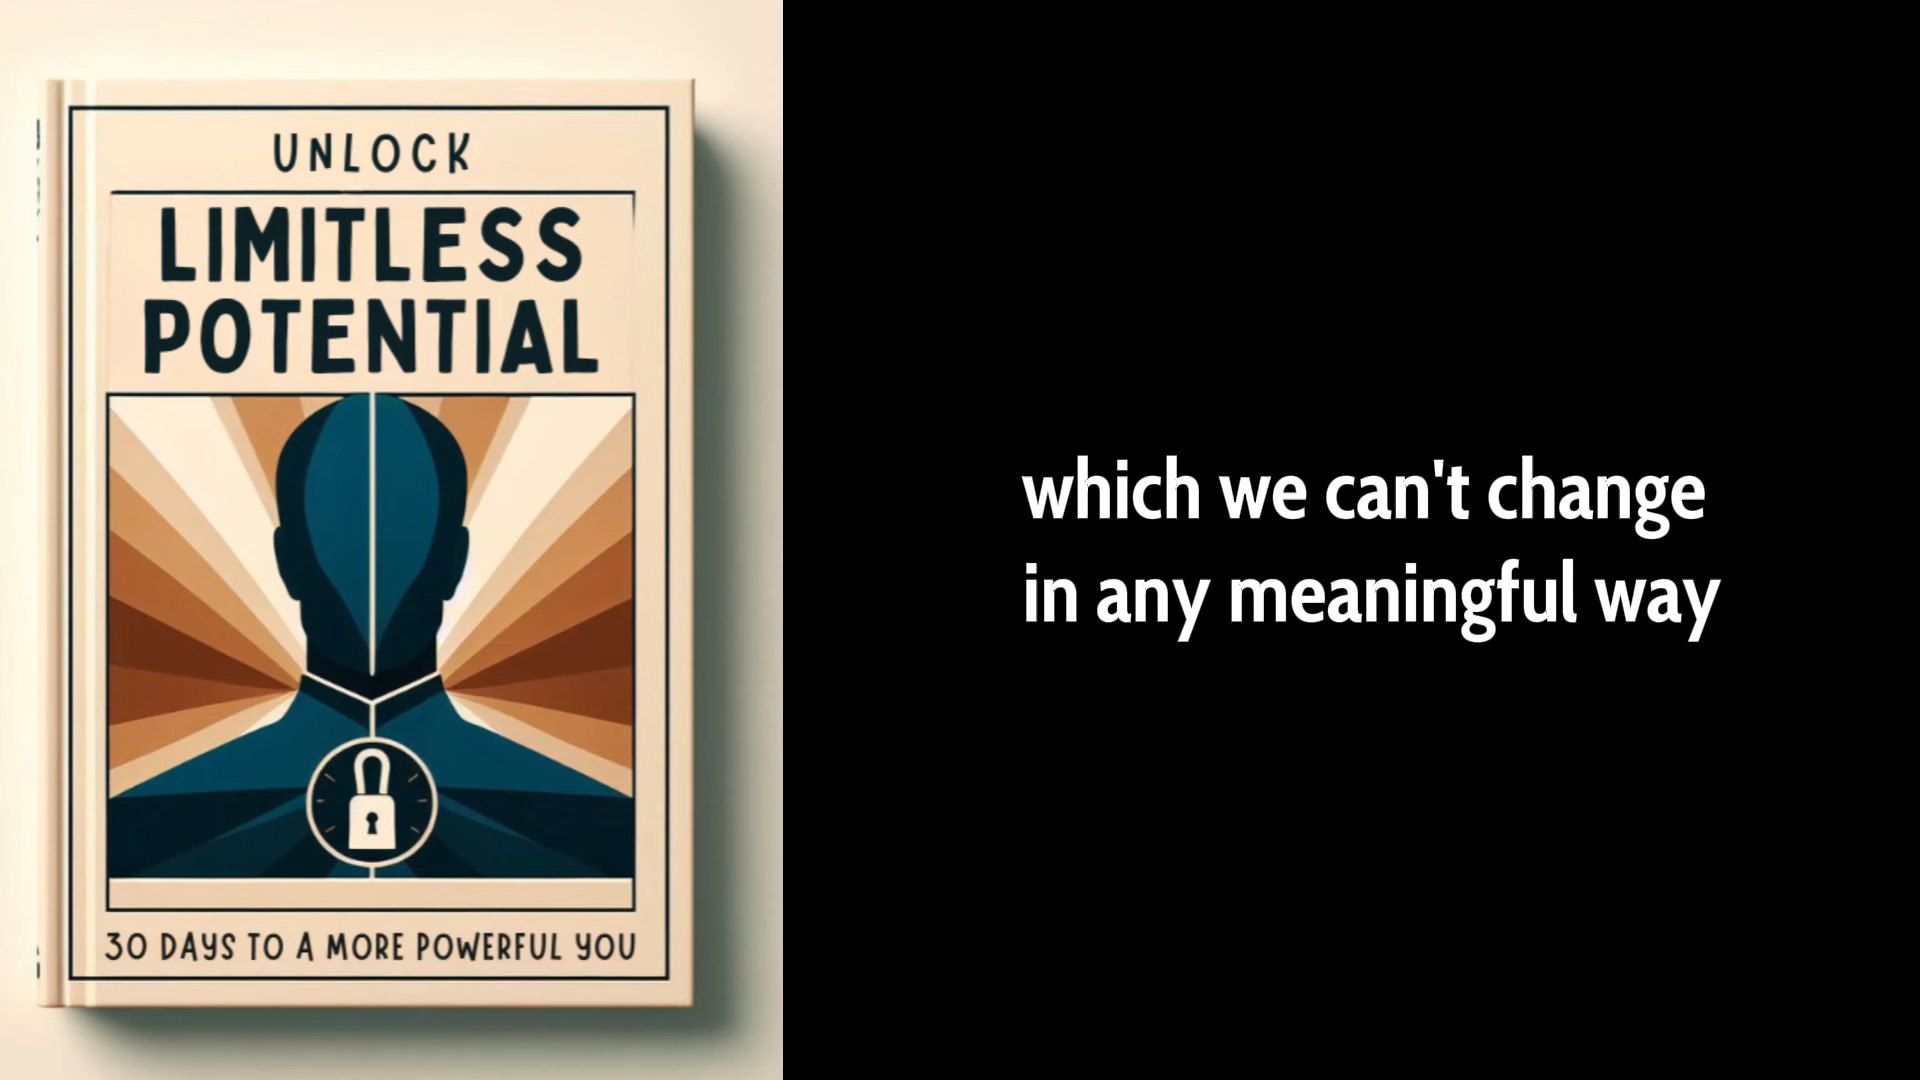 UNLOCK
LIMITLESS
POTENTIAL
30 DAYS TO A MORE POWERFUL YOU
which we can't change
in any meaningful way